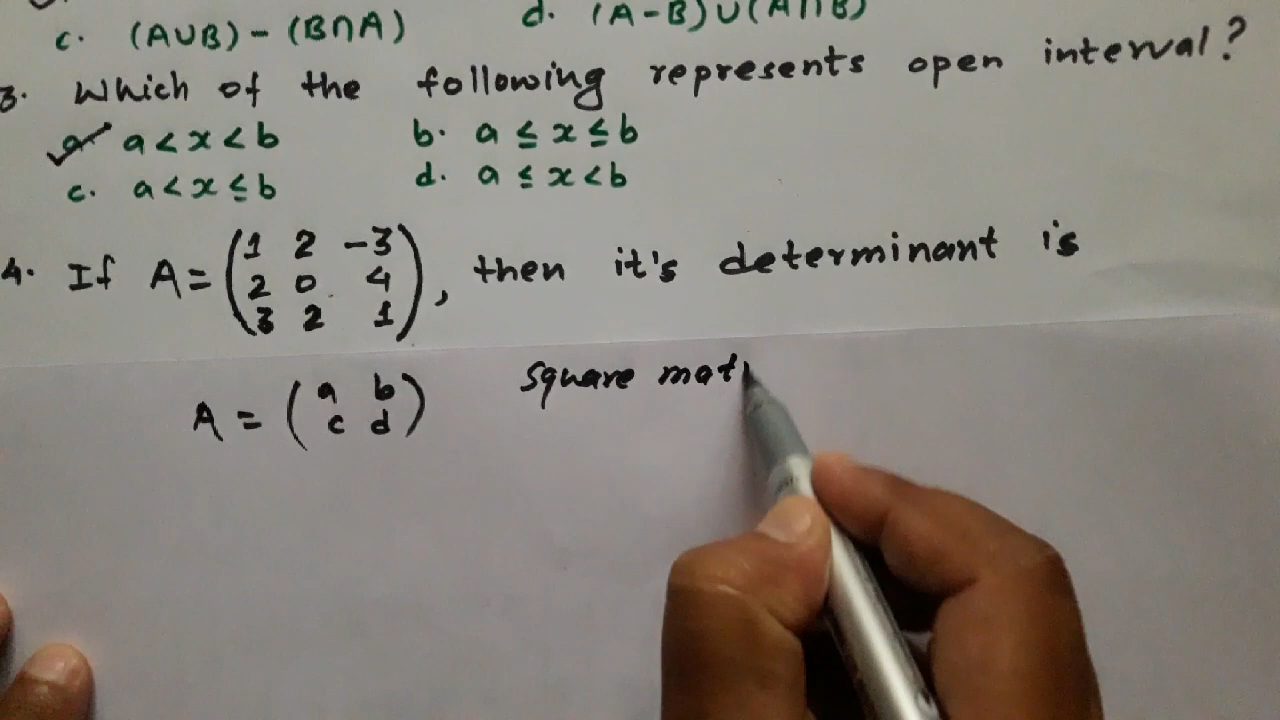 c. (A∪B) - (B∩A) d. (A-B)∪(A∩B)
3. Which of the following represents open interval?
a. a<x<b b. a ≤ x ≤ b
c. a<x≤b d. a ≤ x<b
4. If A = (1 2 -3
2 0 4
3 2 1), then it's determinant is
A = (a b
c d) square mat